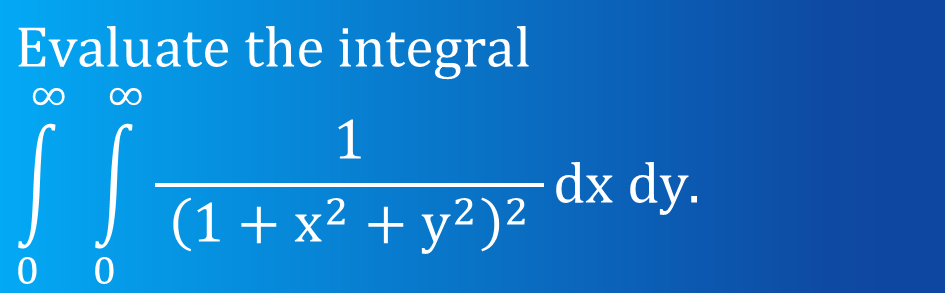 Evaluate the integral
∫₀^∞ ∫₀^∞ 1/(1 + x² + y²)² dx dy.